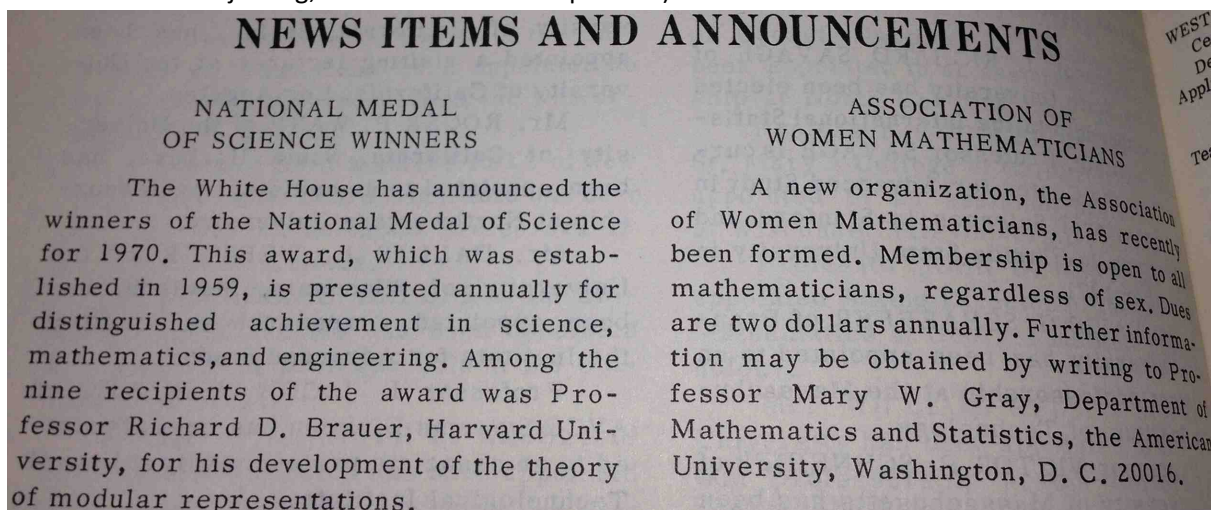 NEWS ITEMS AND ANNOUNCEMENTS
NATIONAL MEDAL
OF SCIENCE WINNERS
The White House has announced the
winners of the National Medal of Science
for 1970. This award, which was estab-
lished in 1959, is presented annually for
distinguished achievement in science,
mathematics, and engineering. Among the
nine recipients of the award was Pro-
fessor Richard D. Brauer, Harvard Uni-
versity, for his development of the theory
of modular representations.
ASSOCIATION OF
WOMEN MATHEMATICIANS
A new organization, the Association
of Women Mathematicians, has recently
been formed. Membership is open to all
mathematicians, regardless of sex. Dues
are two dollars annually. Further informa-
tion may be obtained by writing to Pro-
fessor Mary W. Gray, Department of
Mathematics and Statistics, the American
University, Washington, D. C. 20016.
WEST
Ce
De
Appl
Te